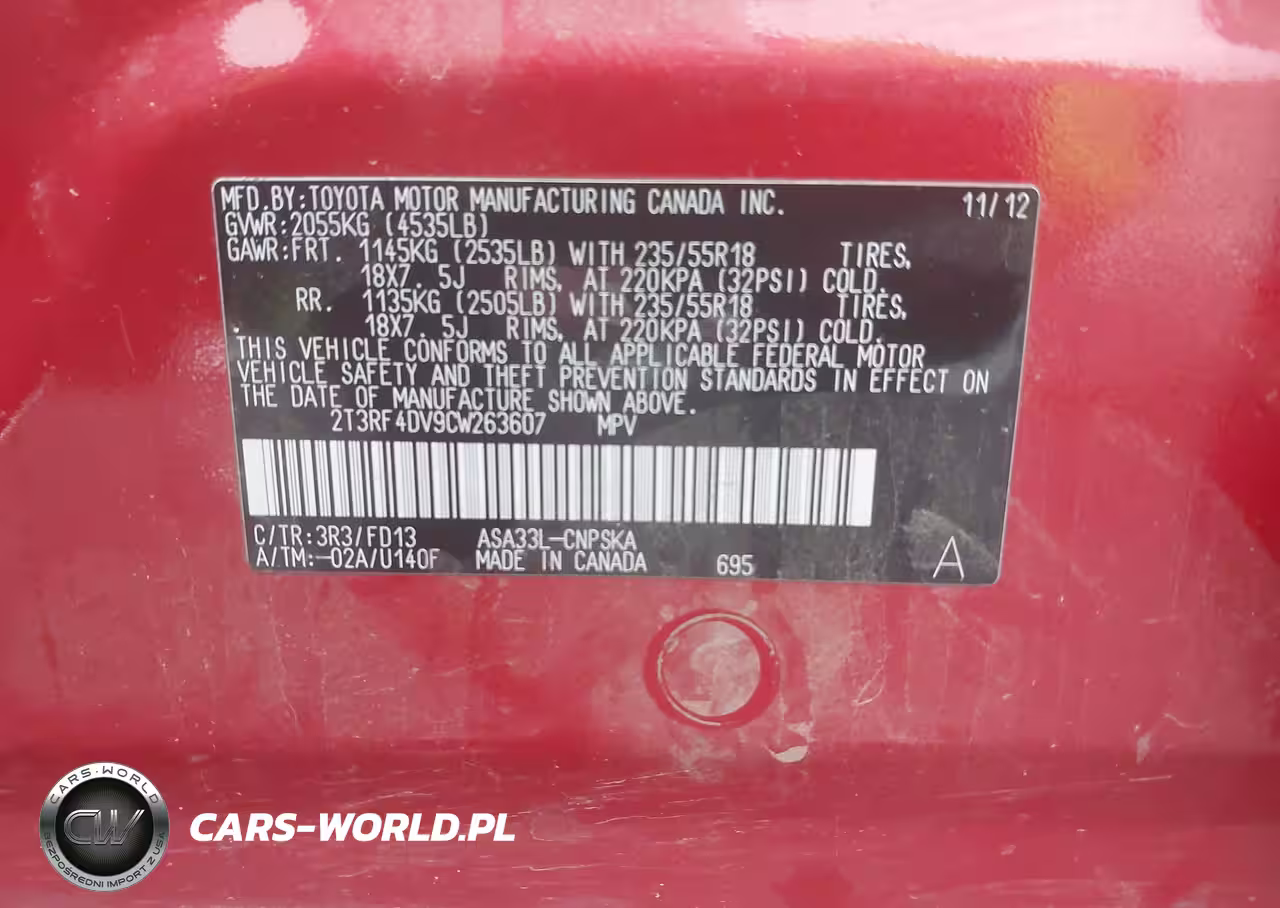 MFD.BY:TOYOTA MOTOR MANUFACTURING CANADA INC. 11/12
GVWR:2055KG (4535LB)
GAWR:FRT. 1145KG (2535LB) WITH 235/55R18 TIRES,
18X7.5J RIMS, AT 220KPA (32PSI) COLD.
RR. 1135KG (2505LB) WITH 235/55R18 TIRES,
18X7.5J RIMS, AT 220KPA (32PSI) COLD.
THIS VEHICLE CONFORMS TO ALL APPLICABLE FEDERAL MOTOR
VEHICLE SAFETY AND THEFT PREVENTION STANDARDS IN EFFECT ON
THE DATE OF MANUFACTURE SHOWN ABOVE.
2T3RF4DV9CW263607 MPV
C/TR:3R3/FD13 ASA33L-CNPSKA
A/TM:-02A/U140F MADE IN CANADA 695 A
CARS-WORLD
CW
BEZPOŚREDNI IMPORT Z USA
CARS-WORLD.PL